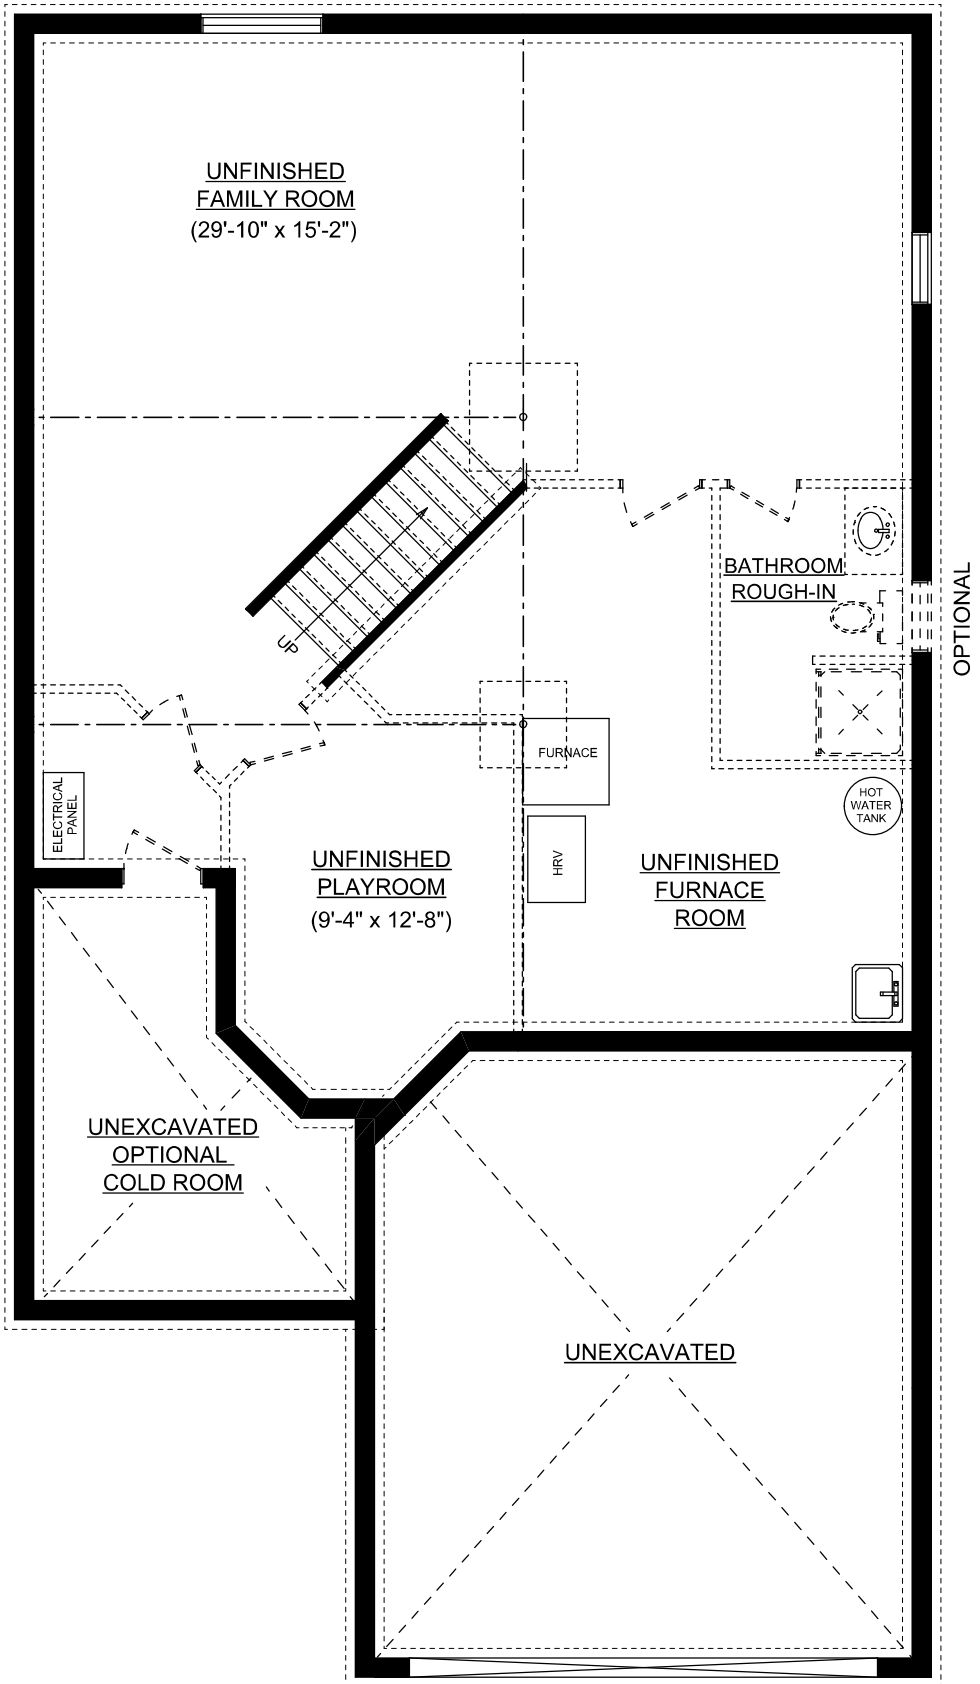 UNFINISHED
FAMILY ROOM
(29'-10" x 15'-2")
UP
BATHROOM
ROUGH-IN
OPTIONAL
FURNACE
HOT
WATER
TANK
ELECTRICAL
PANEL
HRV
UNFINISHED
PLAYROOM
(9'-4" x 12'-8")
UNFINISHED
FURNACE
ROOM
UNEXCAVATED
OPTIONAL
COLD ROOM
UNEXCAVATED